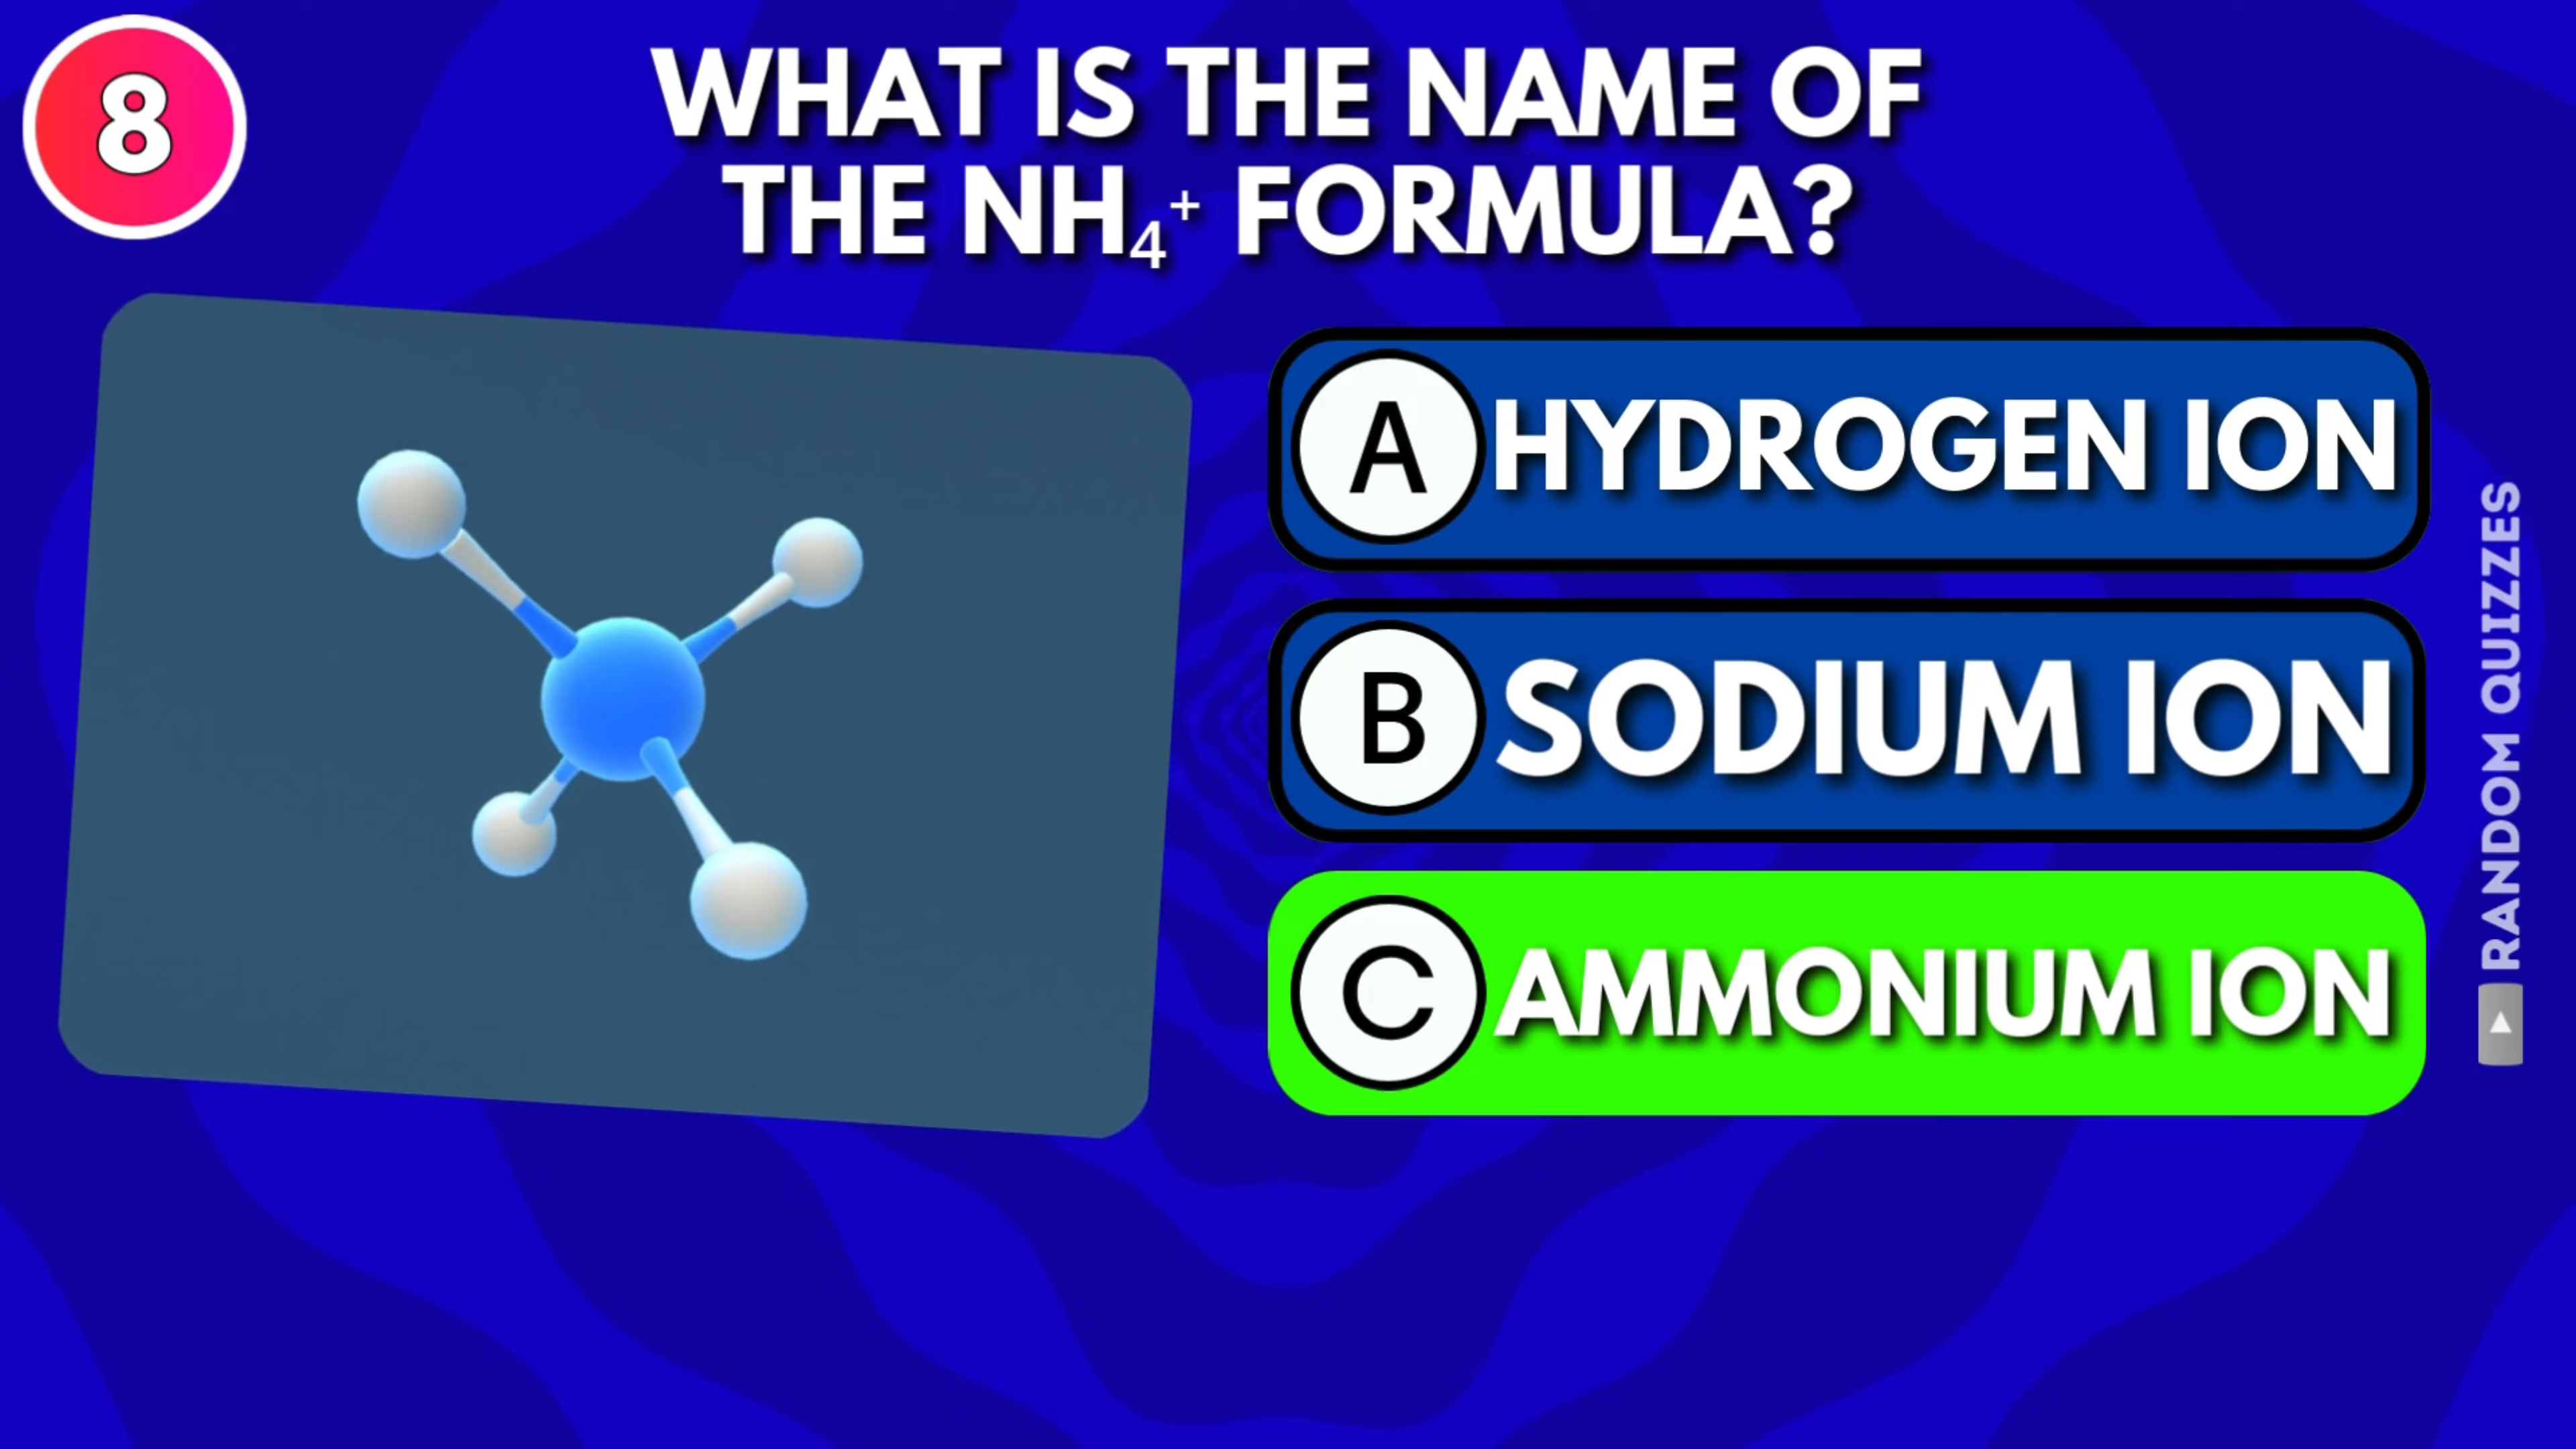 8
WHAT IS THE NAME OF
THE NH₄⁺ FORMULA?
A HYDROGEN ION
B SODIUM ION
C AMMONIUM ION
RANDOM QUIZZES